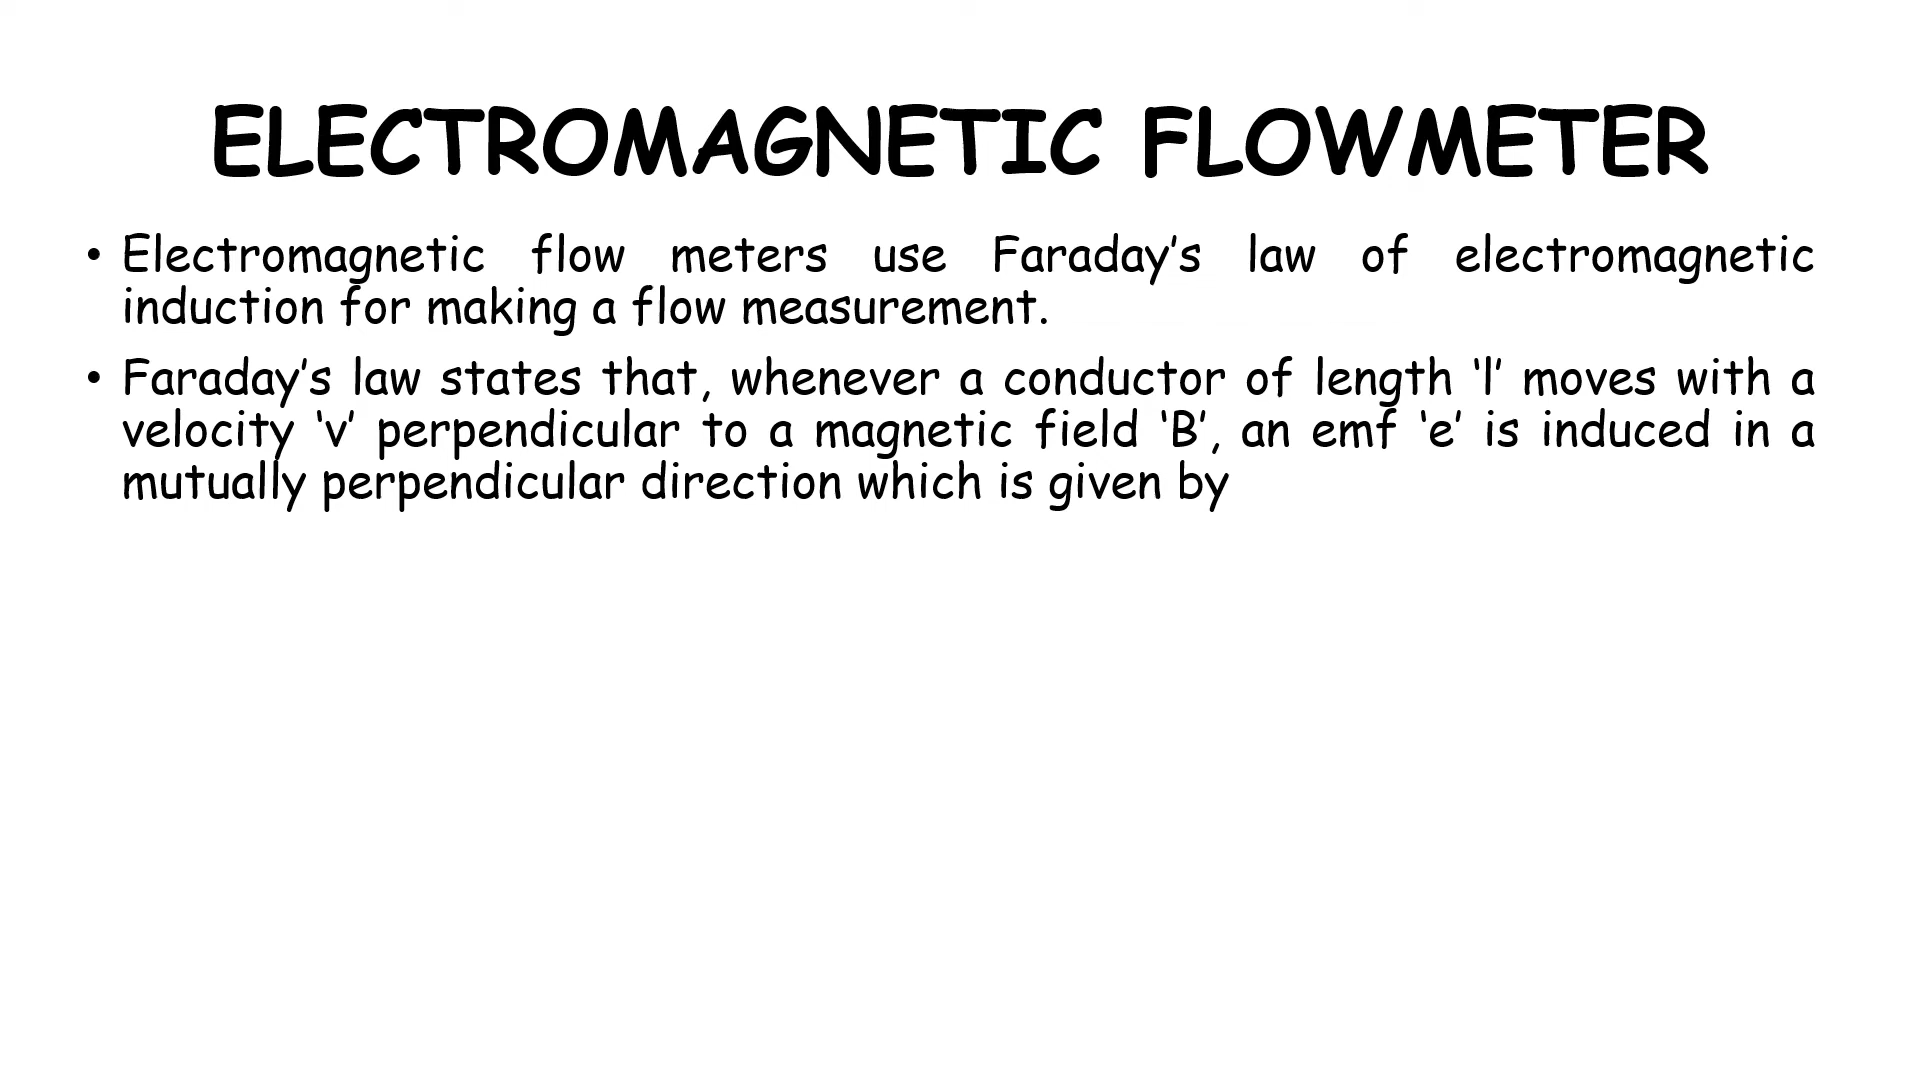 ELECTROMAGNETIC FLOWMETER
• Electromagnetic flow meters use Faraday’s law of electromagnetic
induction for making a flow measurement.
• Faraday’s law states that, whenever a conductor of length ‘l’ moves with a
velocity ‘v’ perpendicular to a magnetic field ‘B’, an emf ‘e’ is induced in a
mutually perpendicular direction which is given by